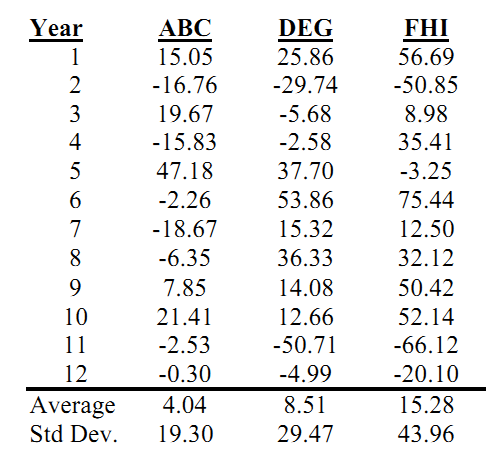 Year ABC DEG FHI
1 15.05 25.86 56.69
2 -16.76 -29.74 -50.85
3 19.67 -5.68 8.98
4 -15.83 -2.58 35.41
5 47.18 37.70 -3.25
6 -2.26 53.86 75.44
7 -18.67 15.32 12.50
8 -6.35 36.33 32.12
9 7.85 14.08 50.42
10 21.41 12.66 52.14
11 -2.53 -50.71 -66.12
12 -0.30 -4.99 -20.10
Average 4.04 8.51 15.28
Std Dev. 19.30 29.47 43.96